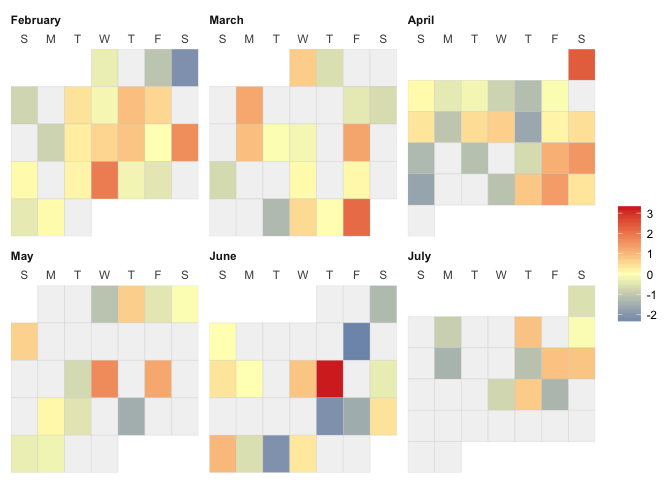 February March April
S M T W T F S S M T W T F S S M T W T F S
3
2
1
0
-1
-2
May June July
S M T W T F S S M T W T F S S M T W T F S